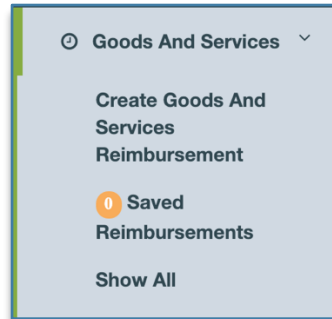 Goods And Services
Create Goods And
Services
Reimbursement
0 Saved
Reimbursements
Show All